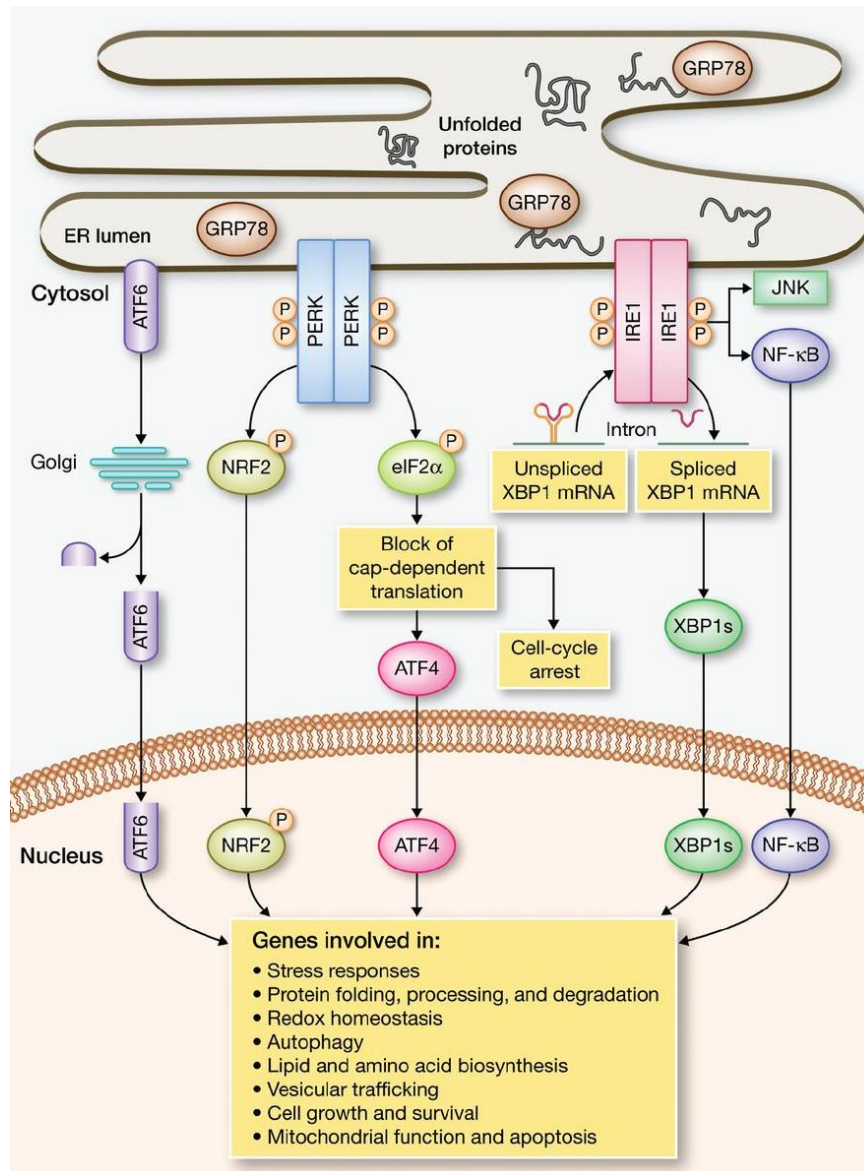 GRP78
Unfolded
proteins
GRP78
GRP78
ER lumen
Cytosol
ATF6
PERK
PERK
P
P
P
P
IRE1
IRE1
P
P
P
P
JNK
NF-κB
Golgi
NRF2
P
eIF2α
P
Intron
Unspliced
XBP1 mRNA
Spliced
XBP1 mRNA
Block of
cap-dependent
translation
ATF6
Cell-cycle
arrest
XBP1s
ATF4
Nucleus
ATF6
NRF2
P
ATF4
XBP1s
NF-κB
Genes involved in:
• Stress responses
• Protein folding, processing, and degradation
• Redox homeostasis
• Autophagy
• Lipid and amino acid biosynthesis
• Vesicular trafficking
• Cell growth and survival
• Mitochondrial function and apoptosis